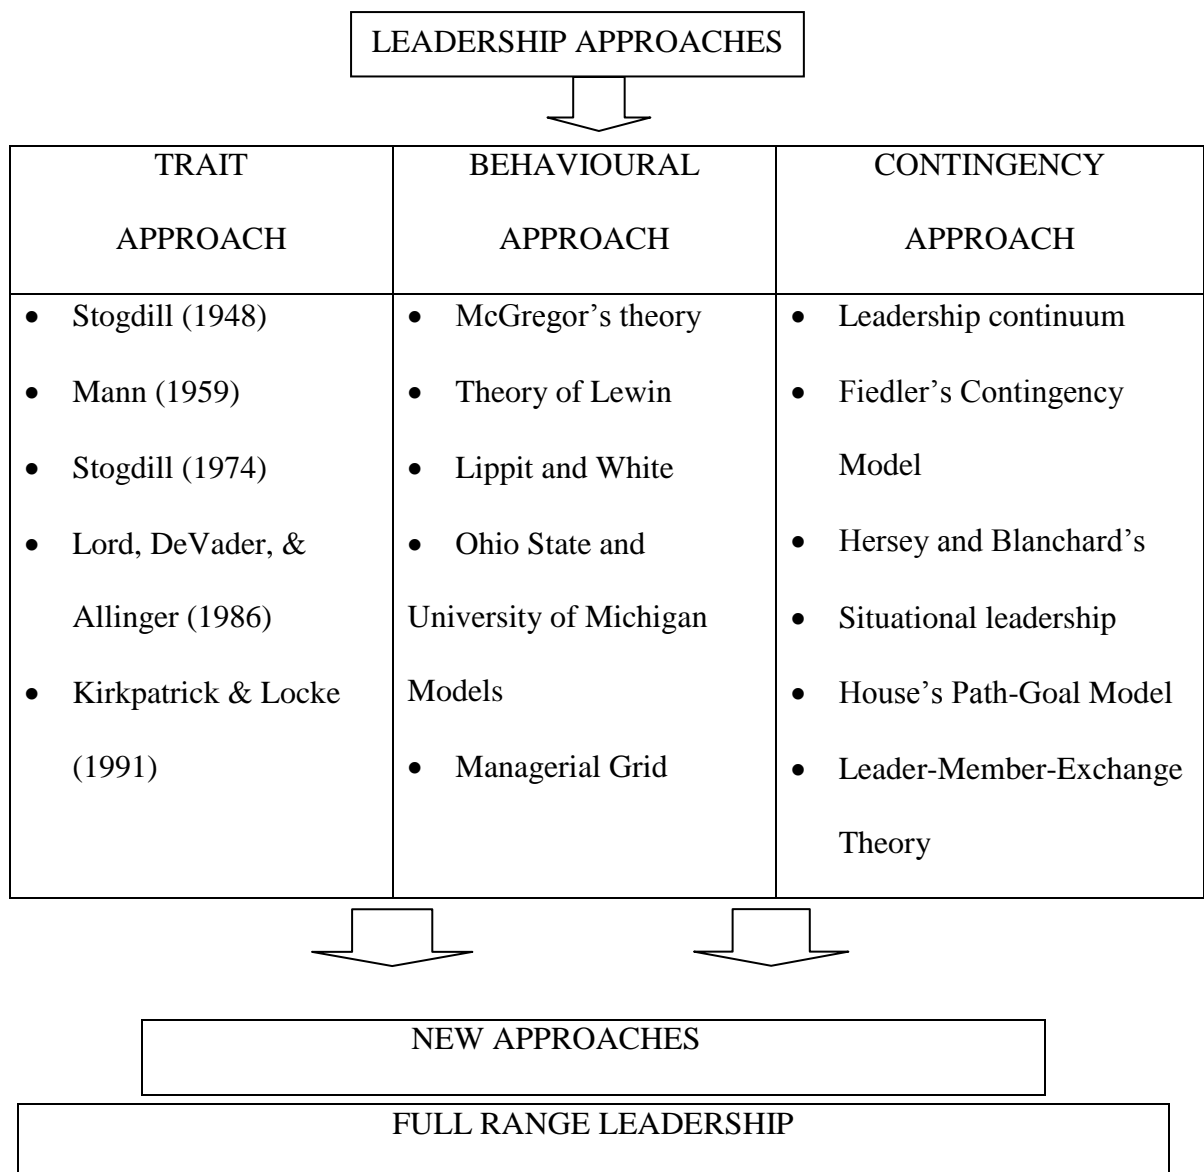 LEADERSHIP APPROACHES
TRAIT
APPROACH
BEHAVIOURAL
APPROACH
CONTINGENCY
APPROACH
• Stogdill (1948)
• Mann (1959)
• Stogdill (1974)
• Lord, DeVader, &
Allinger (1986)
• Kirkpatrick & Locke
(1991)
• McGregor’s theory
• Theory of Lewin
• Lippit and White
• Ohio State and
University of Michigan
Models
• Managerial Grid
• Leadership continuum
• Fiedler’s Contingency
Model
• Hersey and Blanchard’s
• Situational leadership
• House’s Path-Goal Model
• Leader-Member-Exchange
Theory
NEW APPROACHES
FULL RANGE LEADERSHIP